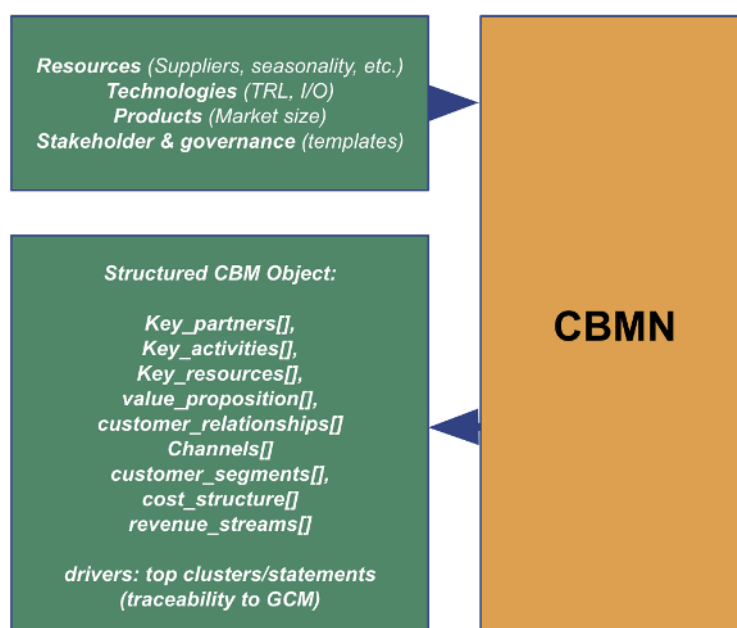 Resources (Suppliers, seasonality, etc.)
Technologies (TRL, I/O)
Products (Market size)
Stakeholder & governance (templates)
Structured CBM Object:
Key_partners[],
Key_activities[],
Key_resources[],
value_proposition[],
customer_relationships[]
Channels[]
customer_segments[],
cost_structure[]
revenue_streams[]
drivers: top clusters/statements
(traceability to GCM)
CBMN